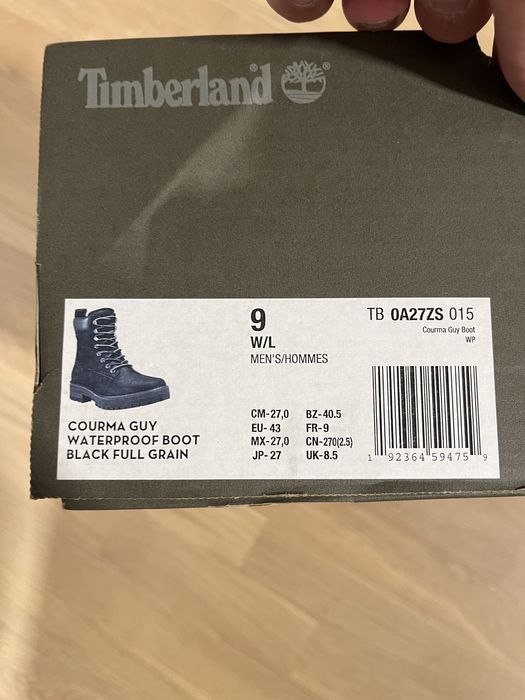 Timberland®
9
W/L
MEN'S/HOMMES
TB 0A27ZS 015
Courma Guy Boot
WP
COURMA GUY
WATERPROOF BOOT
BLACK FULL GRAIN
CM-27,0 BZ-40.5
EU- 43 FR-9
MX-27,0 CN-270(2.5)
JP- 27 UK-8.5
1 92364 59475 9